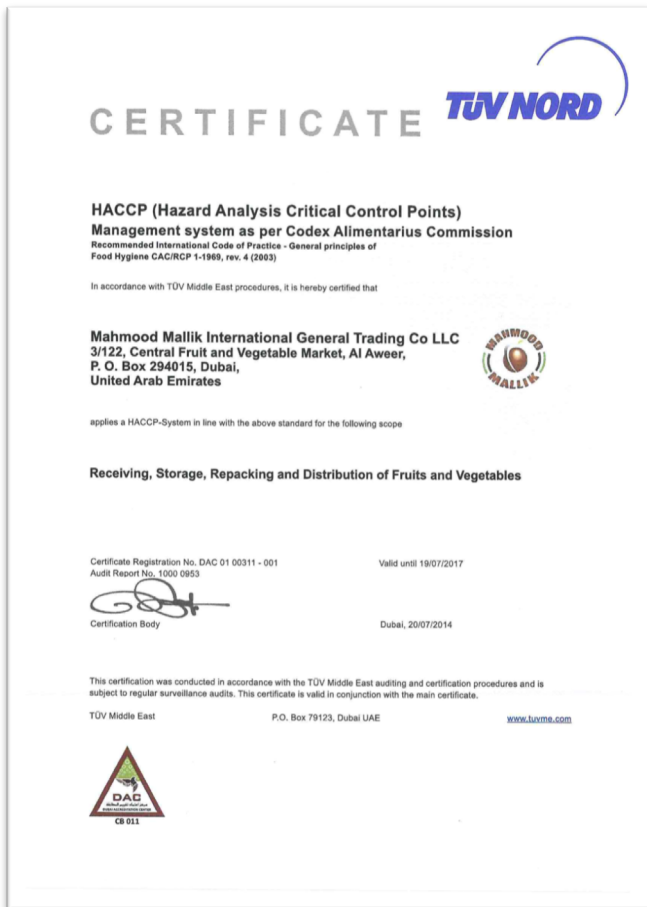 CERTIFICATE
TÜV NORD
HACCP (Hazard Analysis Critical Control Points)
Management system as per Codex Alimentarius Commission
Recommended International Code of Practice - General principles of
Food Hygiene CAC/RCP 1-1969, rev. 4 (2003)
In accordance with TÜV Middle East procedures, it is hereby certified that
Mahmood Mallik International General Trading Co LLC
3/122, Central Fruit and Vegetable Market, Al Aweer,
P. O. Box 294015, Dubai,
United Arab Emirates
MAHMOOD
MALLIK
applies a HACCP-System in line with the above standard for the following scope
Receiving, Storage, Repacking and Distribution of Fruits and Vegetables
Certificate Registration No. DAC 01 00311 - 001
Valid until 19/07/2017
Audit Report No. 1000 0953
Certification Body
Dubai, 20/07/2014
This certification was conducted in accordance with the TÜV Middle East auditing and certification procedures and is
subject to regular surveillance audits. This certificate is valid in conjunction with the main certificate.
TÜV Middle East
P.O. Box 79123, Dubai UAE
www.tuvme.com
DAC
DUBAI ACCREDITATION CENTER
CB 011